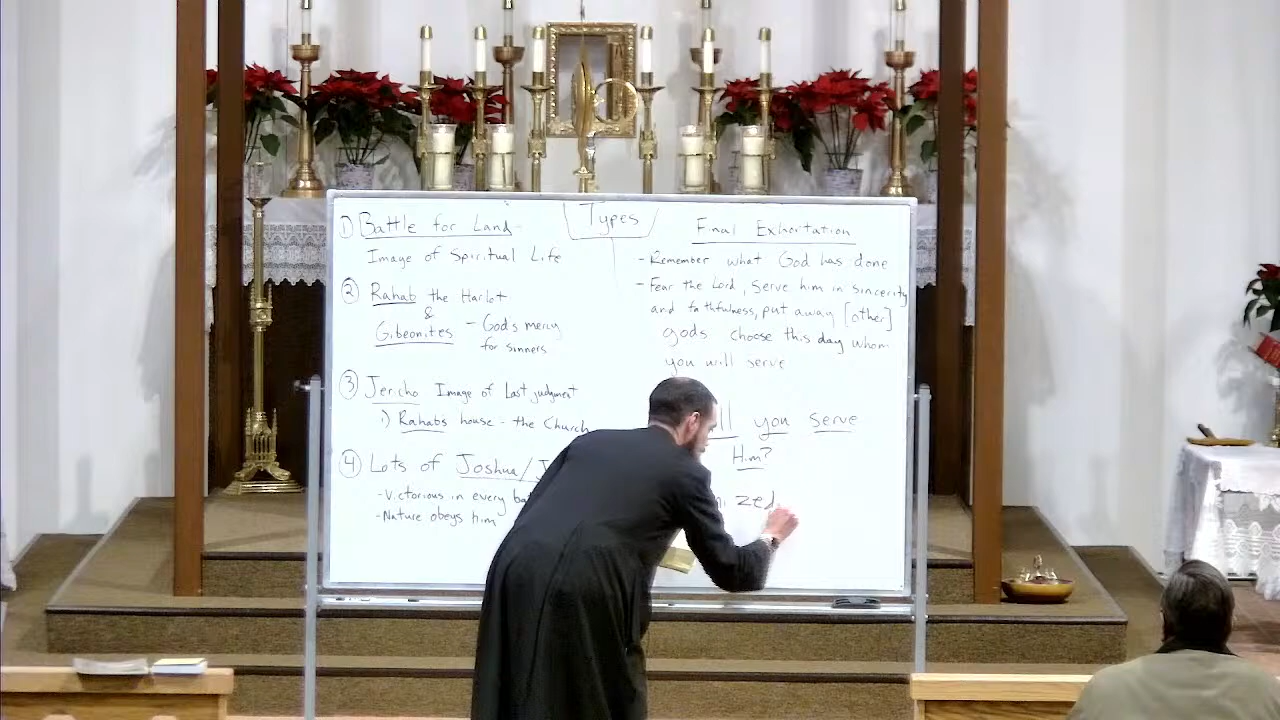 Types
1) Battle for Land
Image of Spiritual Life
2 Rahab the Harlot
&
Gibeonites - God's mercy
for sinners
3 Jericho Image of Last judgment
1) Rahab's house - the Church
4 Lots of Joshua/
- Victorious in every
- Nature obeys him
Final Exhortation
- Remember what God has done
- Fear the Lord, serve him in sincerity
and faithfulness, put away [other]
gods choose this day whom
you will serve
you serve
Him?
zed